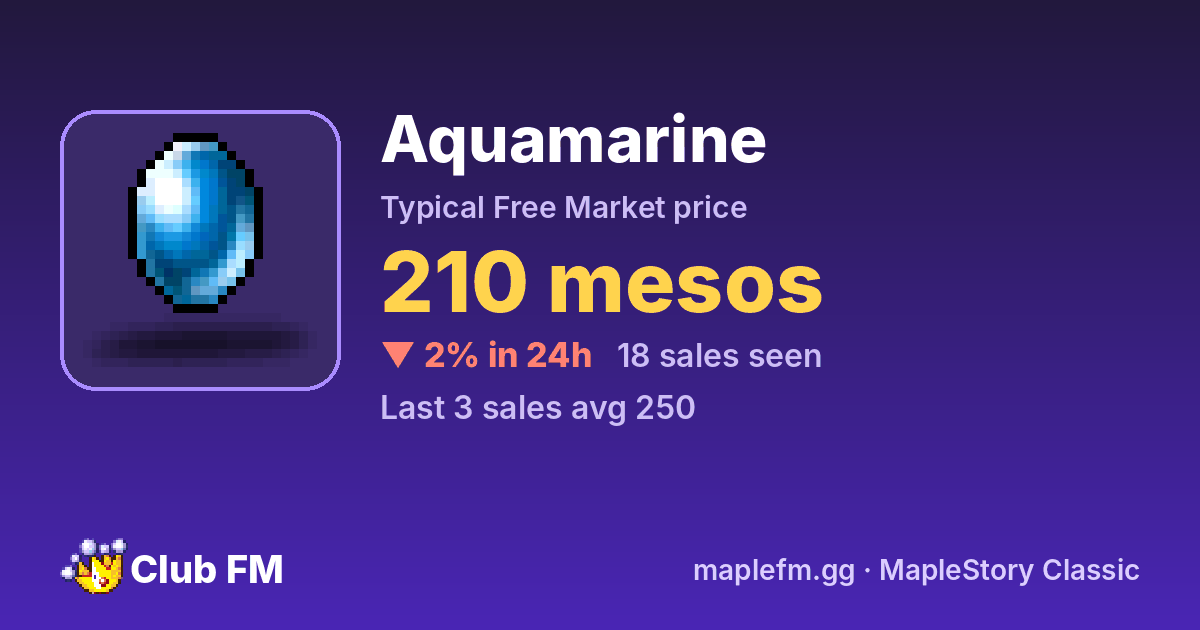 Aquamarine
Typical Free Market price
210 mesos
▼ 2% in 24h 18 sales seen
Last 3 sales avg 250
Club FM
maplefm.gg · MapleStory Classic